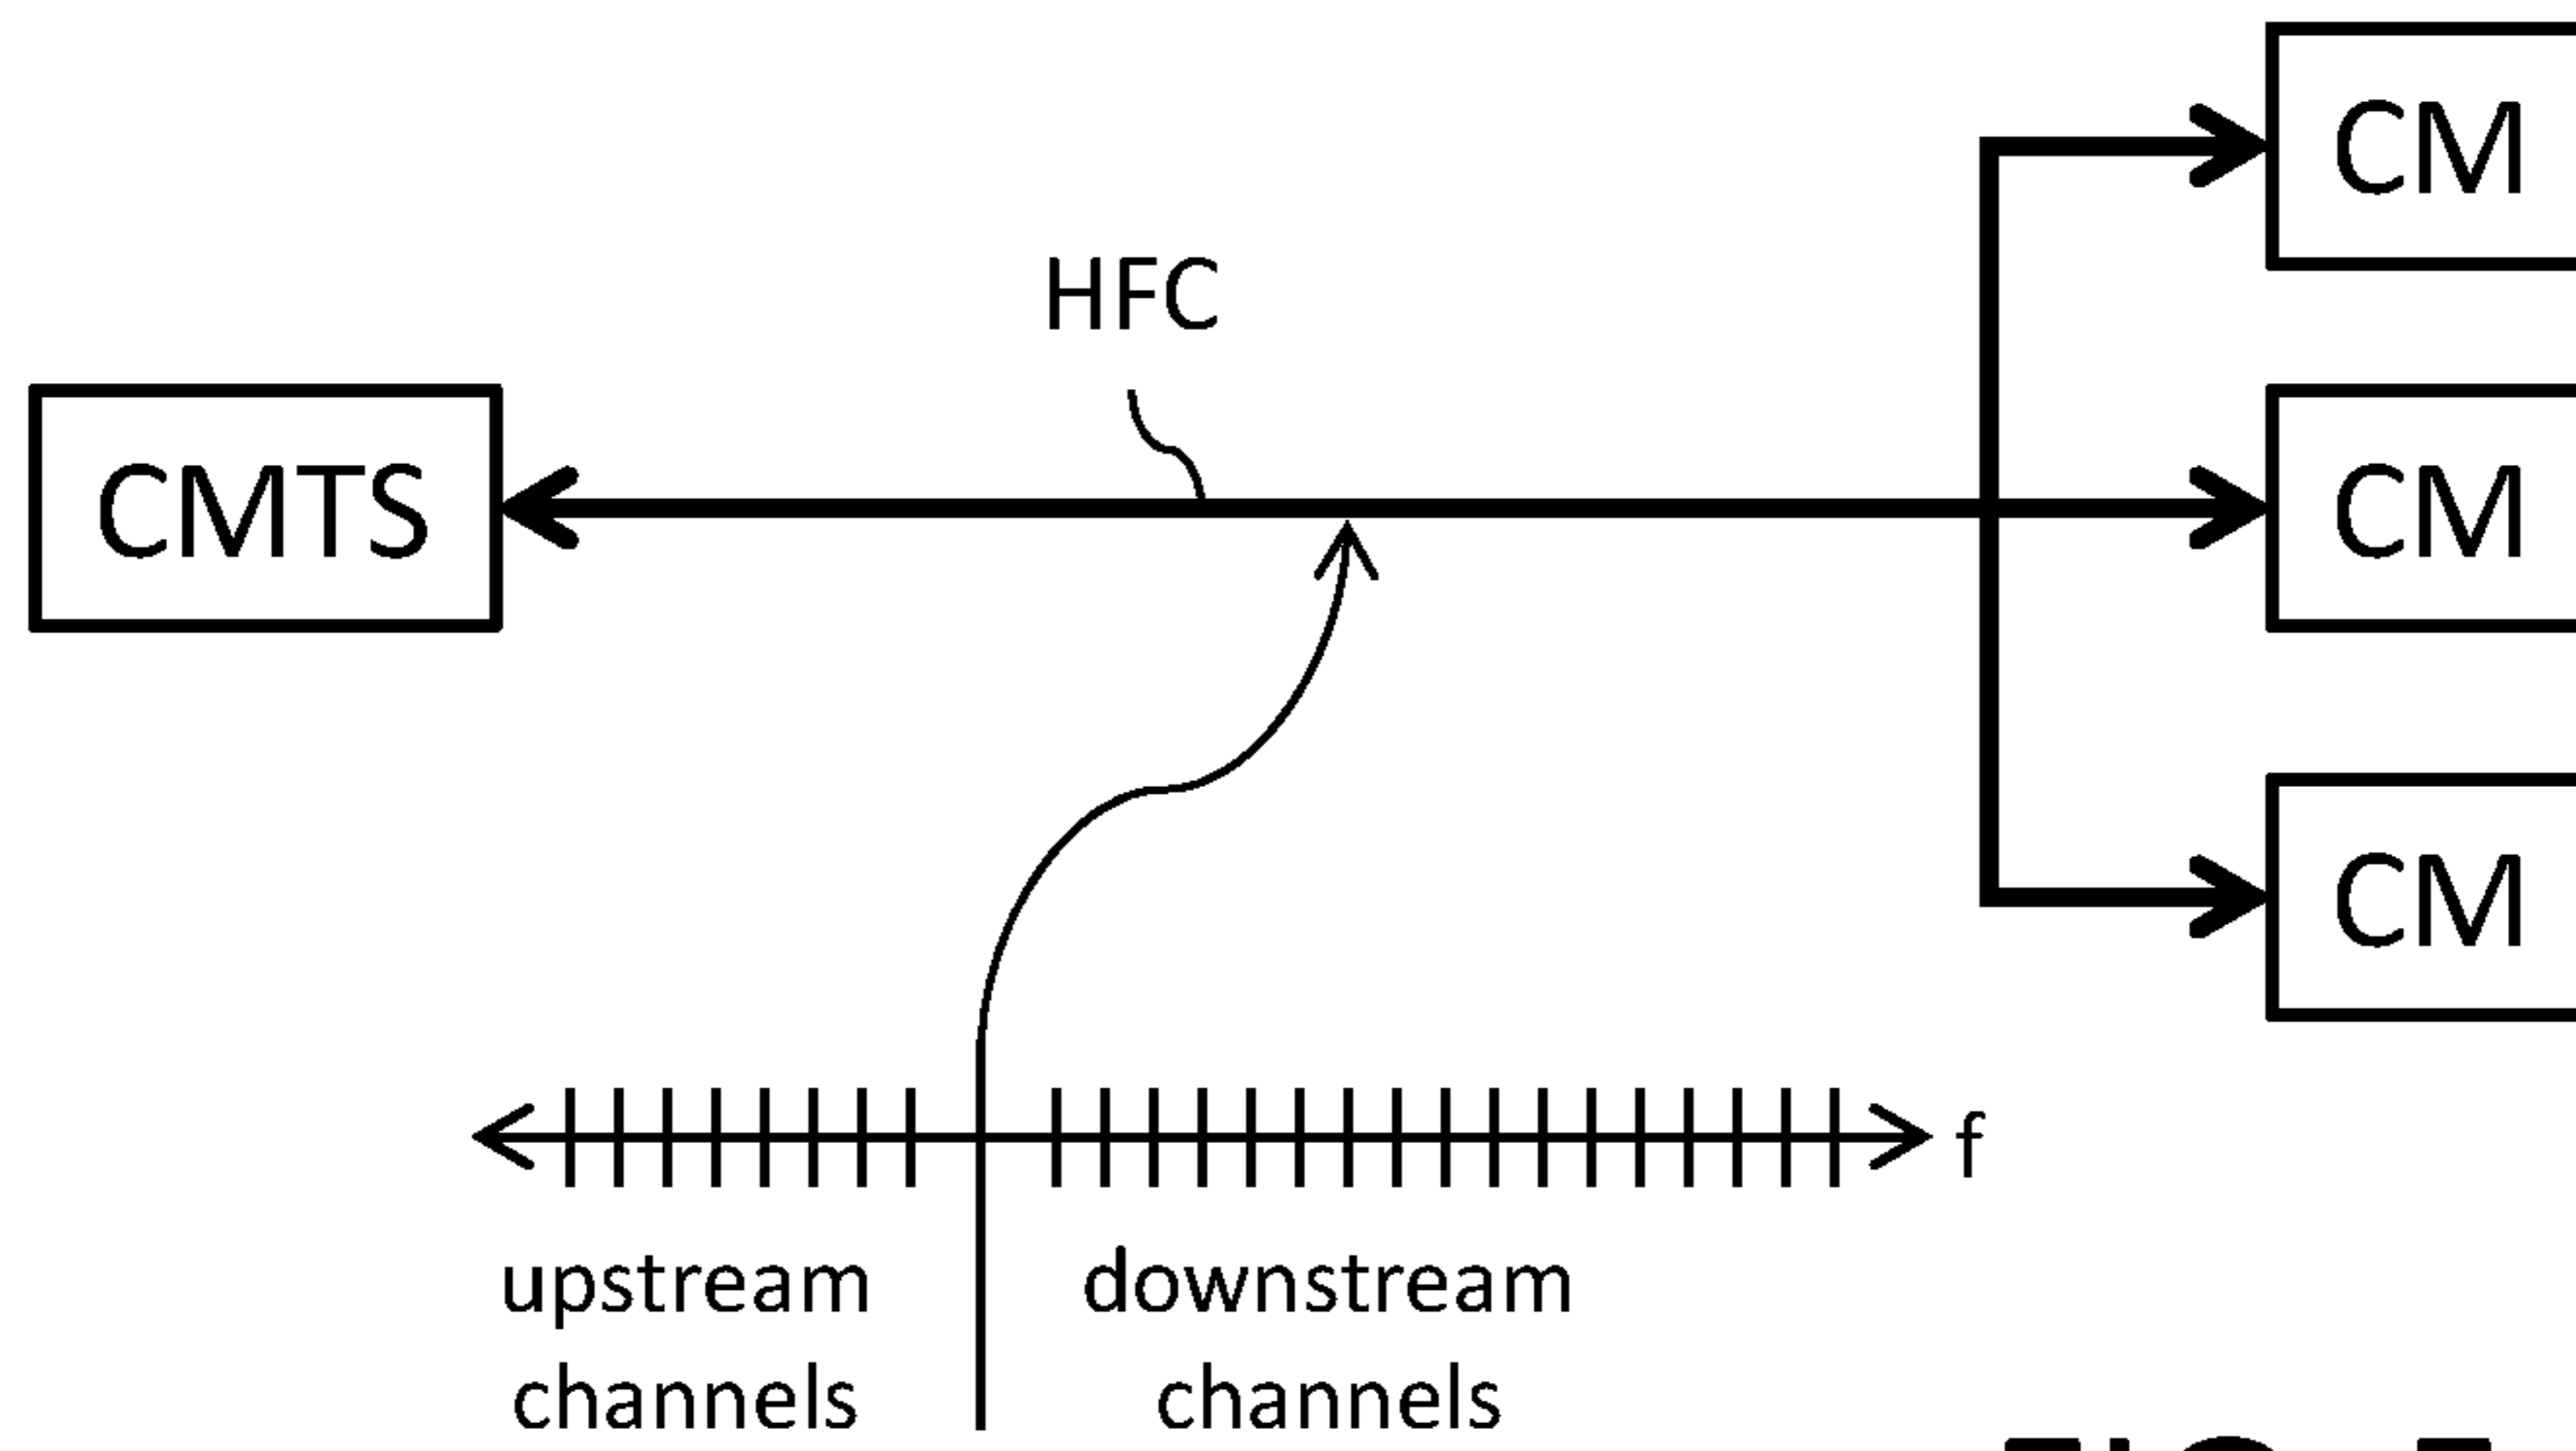 CM
HFC
CMTS
CM
CM
f
upstream
channels
downstream
channels